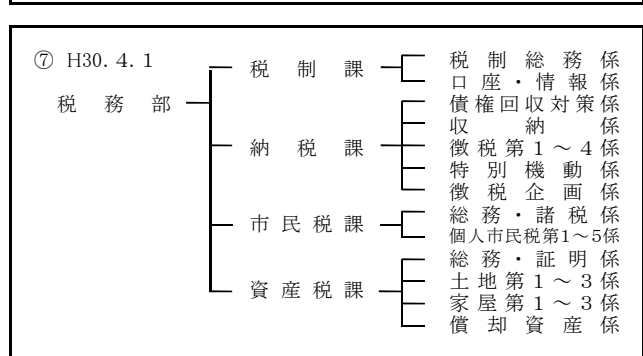 ⑦ H30.4.1
税務部
税制課
税制総務係
口座・情報係
納税課
債権回収対策係
収納係
徴税第1～4係
特別機動係
徴税企画係
市民税課
総務・諸税係
個人市民税第1～5係
資産税課
総務・証明係
土地第1～3係
家屋第1～3係
償却資産係